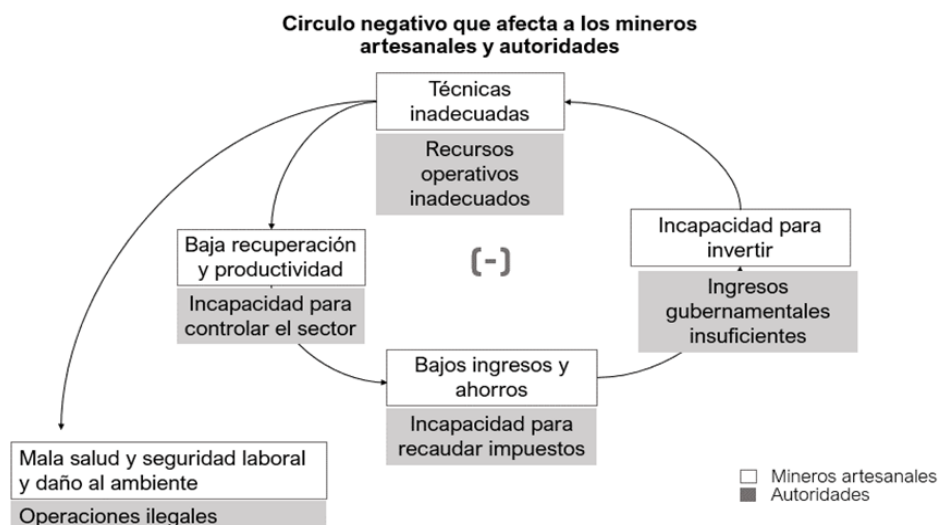 Circulo negativo que afecta a los mineros
artesanales y autoridades
Técnicas
inadecuadas
Recursos
operativos
inadecuados
Baja recuperación
y productividad
Incapacidad para
controlar el sector
(-)
Incapacidad para
invertir
Ingresos
gubernamentales
insuficientes
Bajos ingresos y
ahorros
Incapacidad para
recaudar impuestos
Mala salud y seguridad laboral
y daño al ambiente
Operaciones ilegales
Mineros artesanales
Autoridades